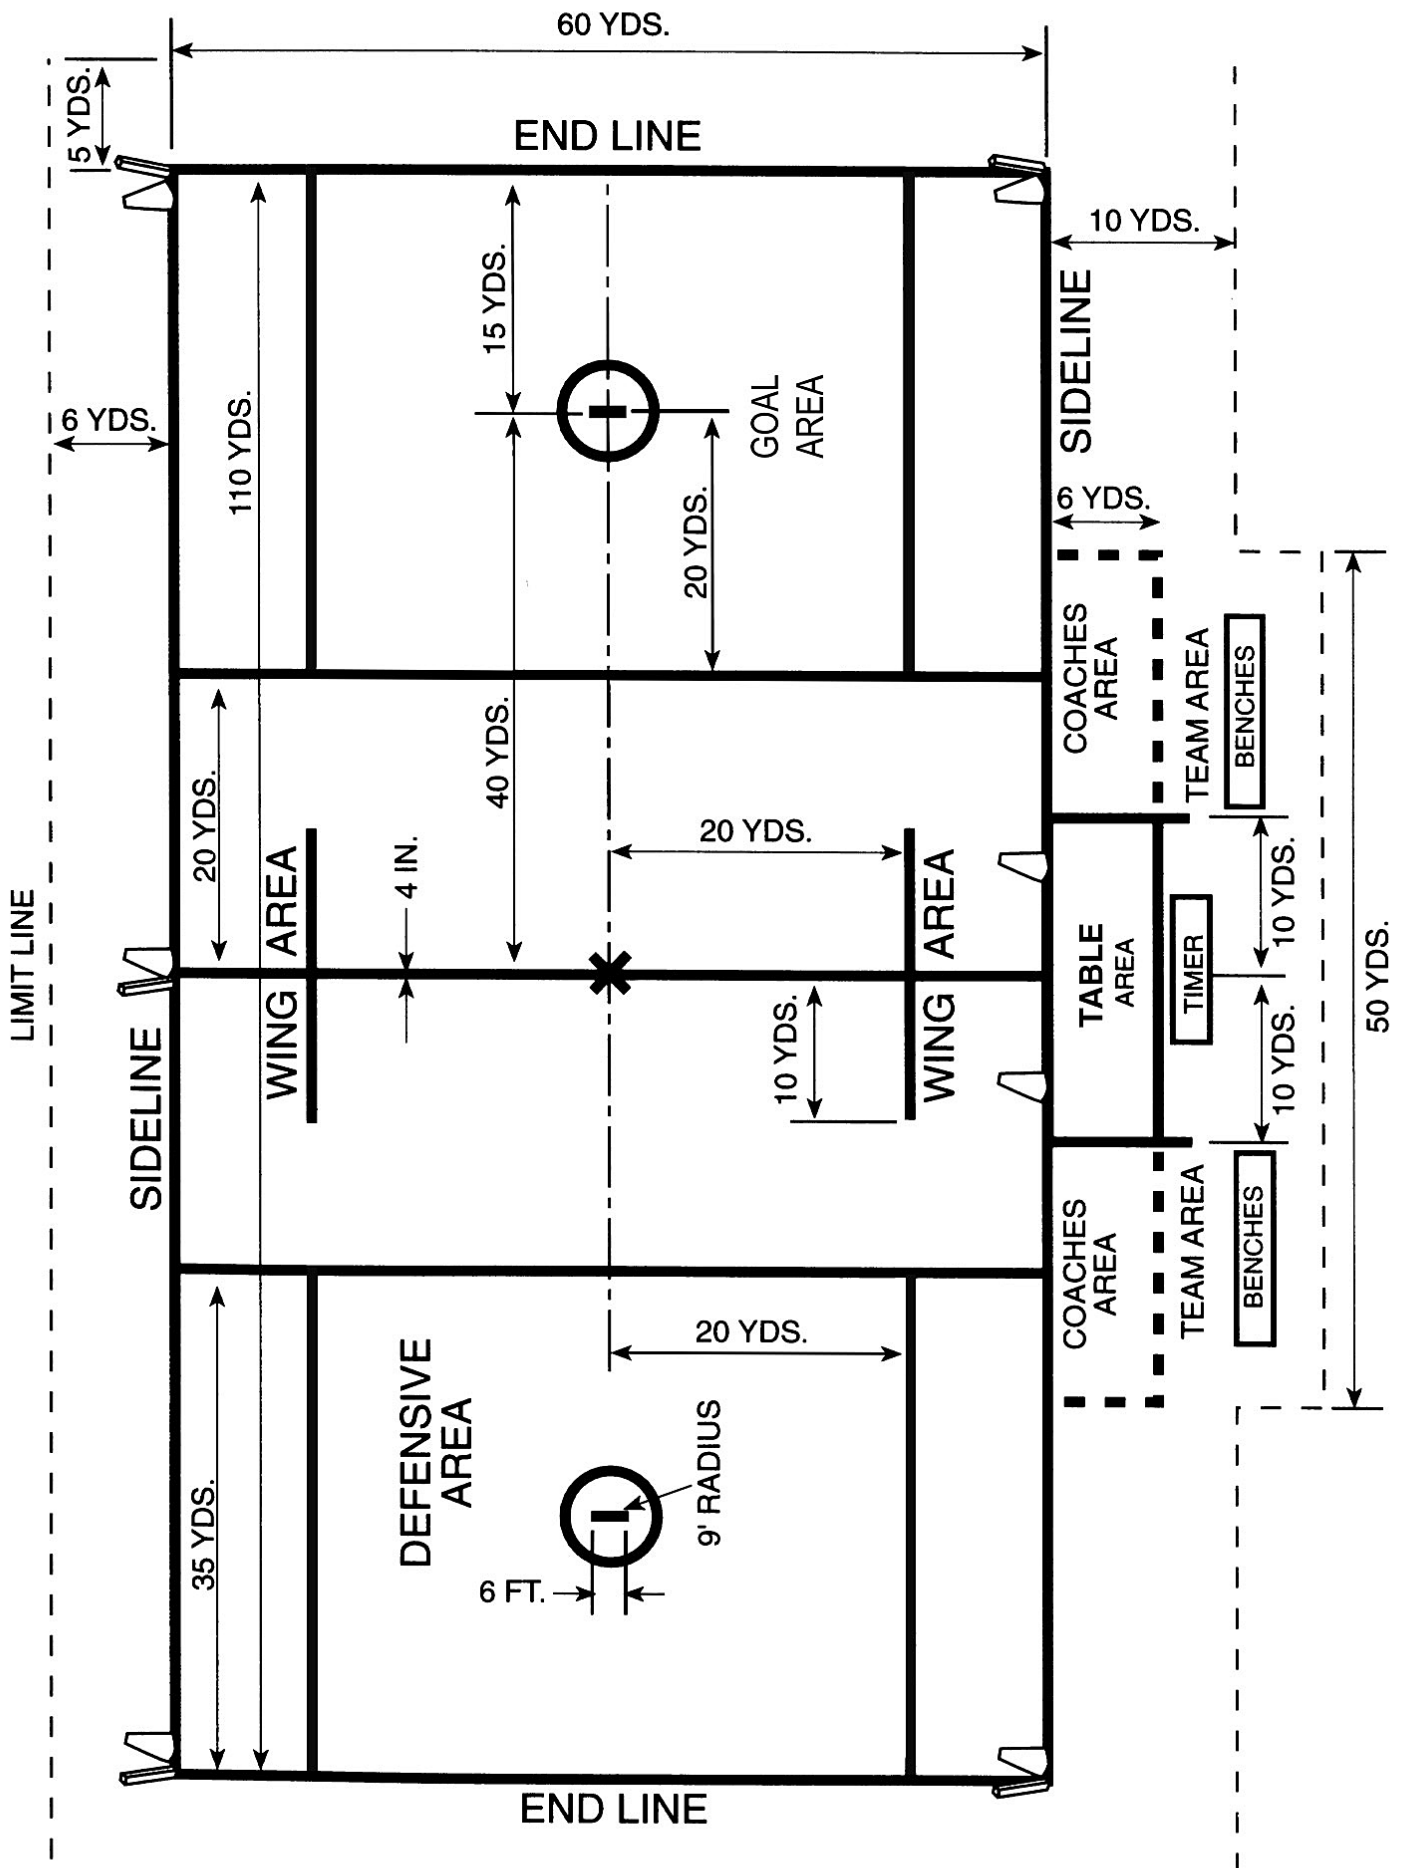 60 YDS.
5 YDS.
END LINE
10 YDS.
15 YDS.
SIDELINE
GOAL
AREA
6 YDS.
110 YDS.
6 YDS.
20 YDS.
COACHES
AREA
TEAM AREA
BENCHES
40 YDS.
20 YDS.
20 YDS.
4 IN.
WING AREA
WING AREA
10 YDS.
LIMIT LINE
TABLE
AREA
TIMER
50 YDS.
10 YDS.
10 YDS.
SIDELINE
COACHES
AREA
TEAM AREA
BENCHES
20 YDS.
DEFENSIVE
AREA
9' RADIUS
35 YDS.
6 FT.
END LINE